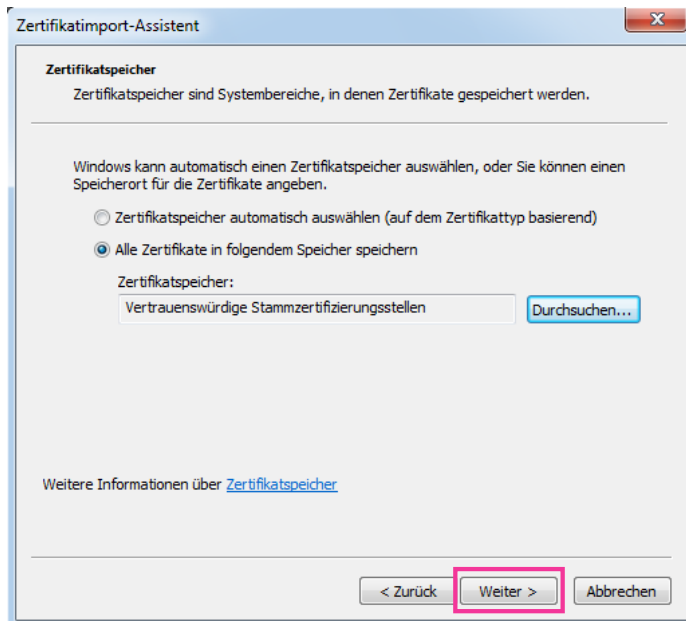 Zertifikatimport-Assistent
Zertifikatspeicher
Zertifikatspeicher sind Systembereiche, in denen Zertifikate gespeichert werden.
Windows kann automatisch einen Zertifikatspeicher auswählen, oder Sie können einen
Speicherort für die Zertifikate angeben.
Zertifikatspeicher automatisch auswählen (auf dem Zertifikattyp basierend)
Alle Zertifikate in folgendem Speicher speichern
Zertifikatspeicher:
Vertrauenswürdige Stammzertifizierungsstellen
Durchsuchen...
Weitere Informationen über Zertifikatspeicher
< Zurück Weiter > Abbrechen